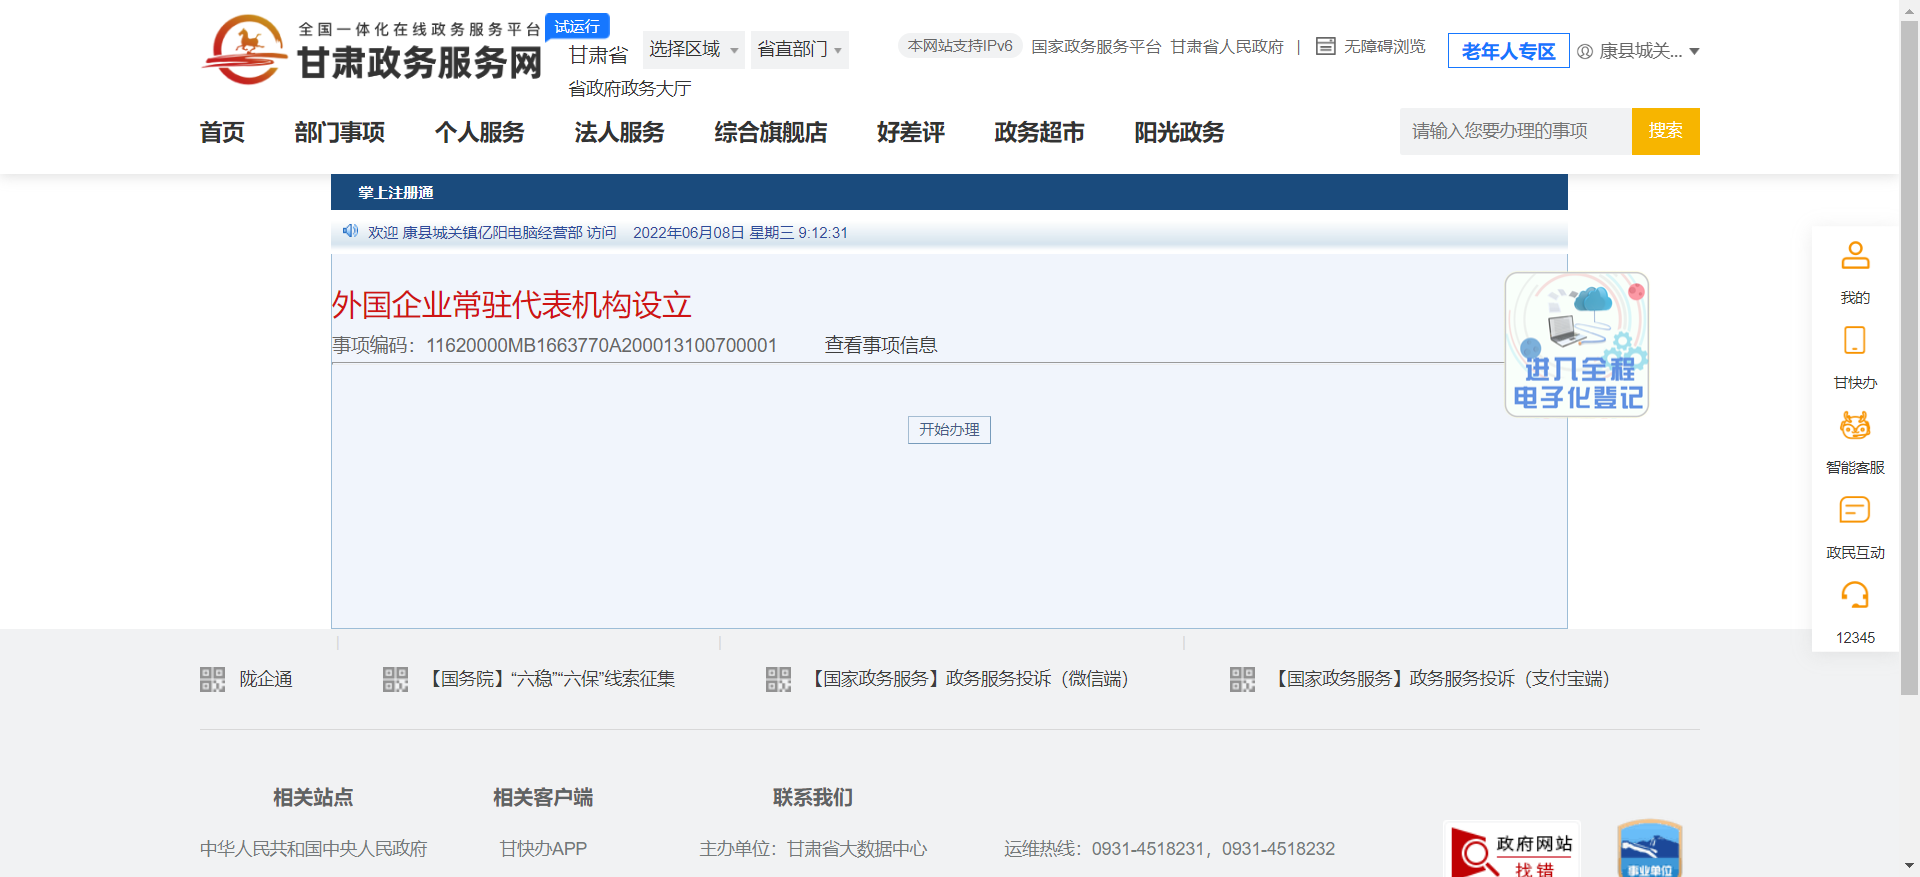 全国一体化在线政务服务平台
甘肃政务服务网
试运行
甘肃省
选择区域
省直部门
省政府政务大厅
本网站支持IPv6
国家政务服务平台
甘肃省人民政府
|
无障碍浏览
老年人专区
康县城关...
首页
部门事项
个人服务
法人服务
综合旗舰店
好差评
政务超市
阳光政务
请输入您要办理的事项
搜索
掌上注册通
欢迎 康县城关镇亿阳电脑经营部 访问 2022年06月08日 星期三 9:12:31
外国企业常驻代表机构设立
事项编码：11620000MB1663770A200013100700001
查看事项信息
进入全程
电子化登记
开始办理
我的
甘快办
智能客服
政民互动
12345
陇企通
【国务院】“六稳”“六保”线索征集
【国家政务服务】政务服务投诉（微信端）
【国家政务服务】政务服务投诉（支付宝端）
相关站点
相关客户端
联系我们
中华人民共和国中央人民政府
甘快办APP
主办单位：甘肃省大数据中心
运维热线：0931-4518231，0931-4518232
政府网站
找错
事业单位